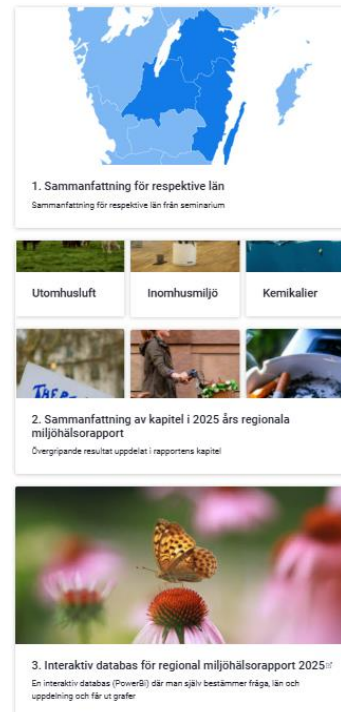 1. Sammanfattning för respektive län
Sammanfattning för respektive län från seminarium
Utomhusluft
Inomhusmiljö
Kemikalier
2. Sammanfattning av kapitel i 2025 års regionala
miljöhälsorapport
Övergripande resultat uppdelat i rapportens kapitel
3. Interaktiv databas för regional miljöhälsorapport 2025
En interaktiv databas (PowerBi) där man själv bestämmer fråga, län och
uppdelning och får ut grafer